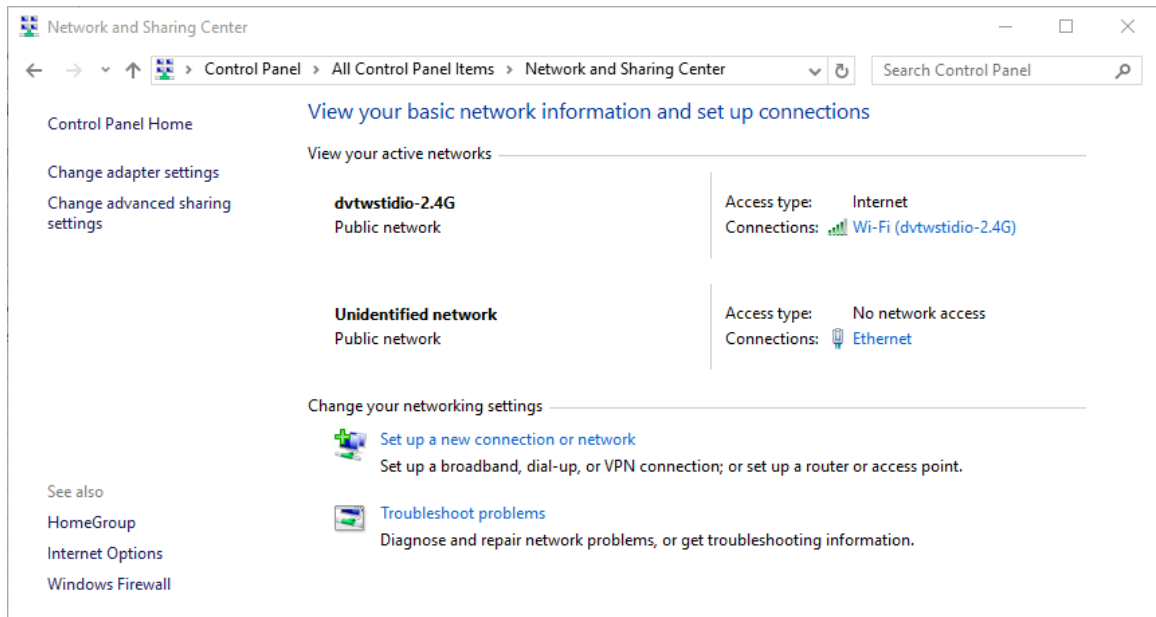 Network and Sharing Center
Control Panel > All Control Panel Items > Network and Sharing Center
Search Control Panel
Control Panel Home
Change adapter settings
Change advanced sharing
settings
See also
HomeGroup
Internet Options
Windows Firewall
View your basic network information and set up connections
View your active networks
dvtwstidio-2.4G
Public network
Access type: Internet
Connections: Wi-Fi (dvtwstidio-2.4G)
Unidentified network
Public network
Access type: No network access
Connections: Ethernet
Change your networking settings
Set up a new connection or network
Set up a broadband, dial-up, or VPN connection; or set up a router or access point.
Troubleshoot problems
Diagnose and repair network problems, or get troubleshooting information.